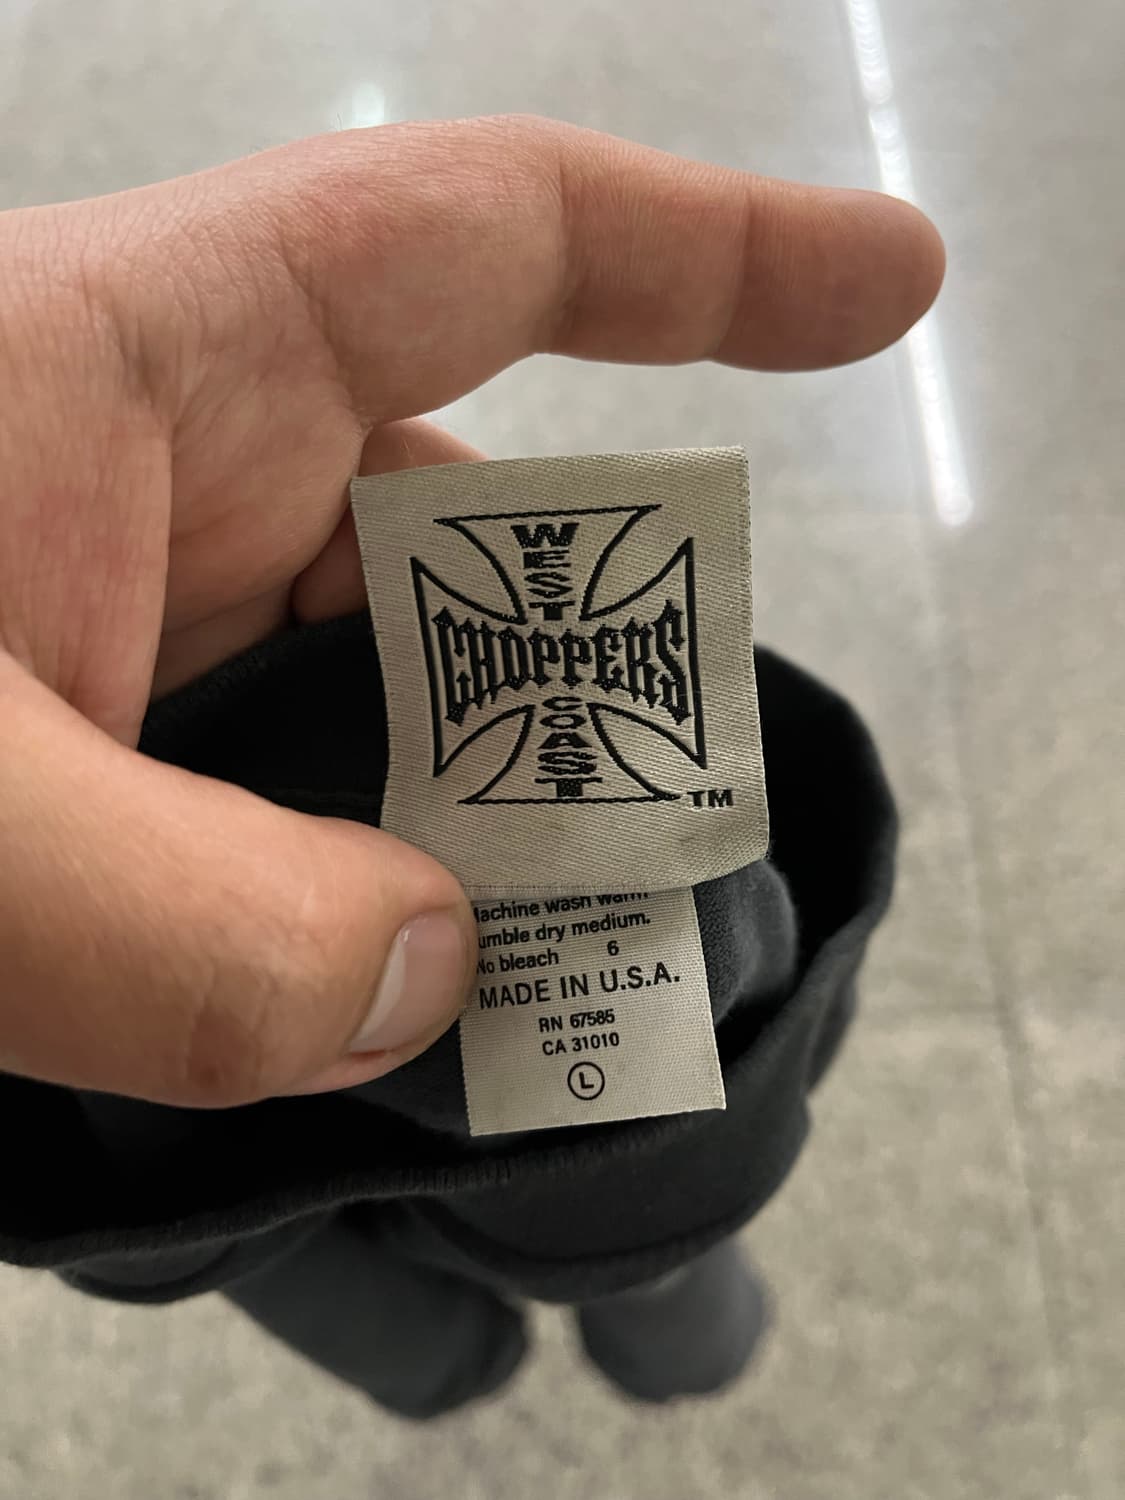 WEST
CHOPPERS
COAST
TM
Machine wash warm.
umble dry medium.
No bleach 6
MADE IN U.S.A.
RN 67585
CA 31010
L